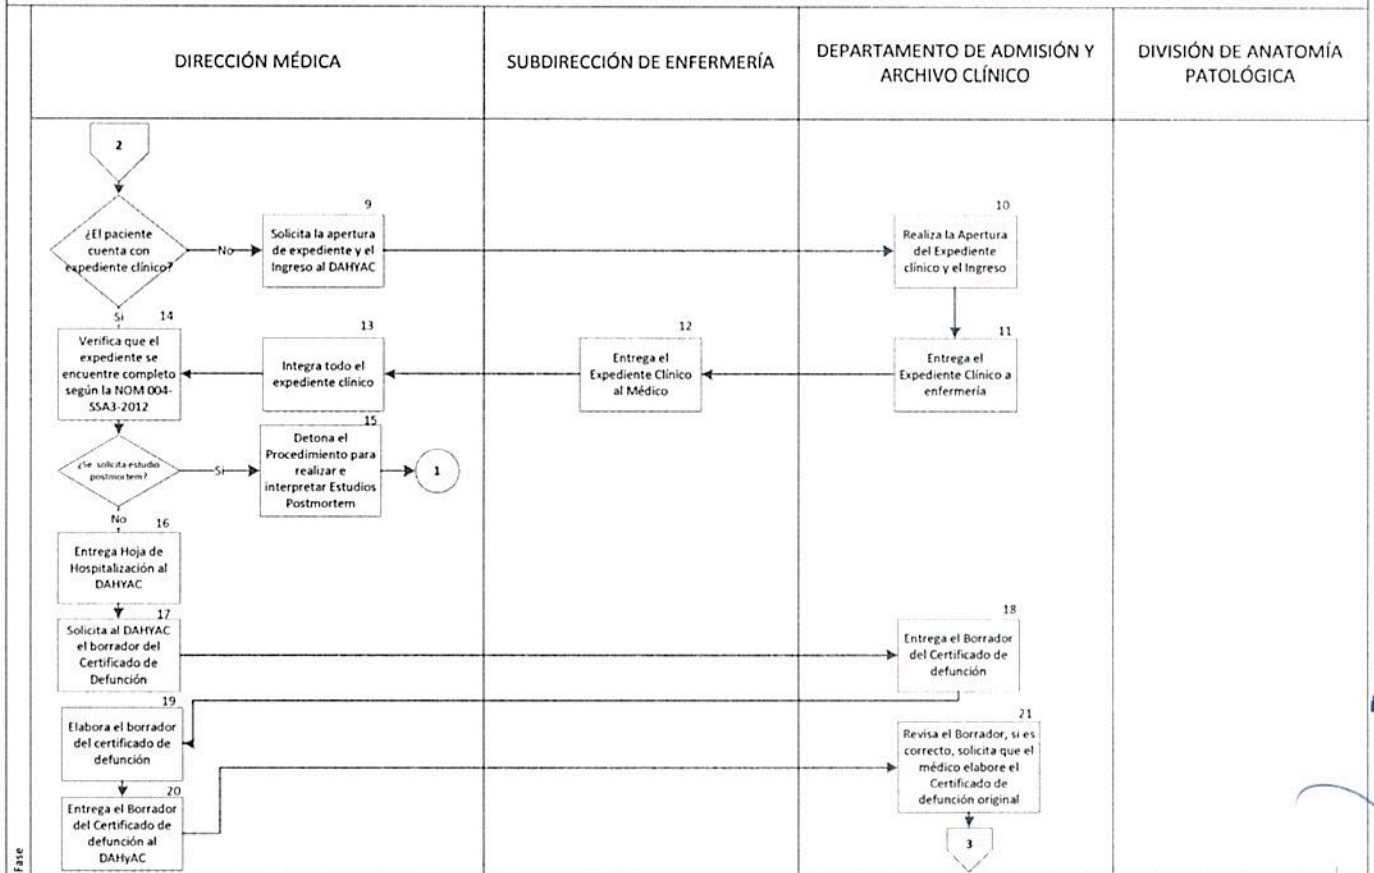 DIRECCIÓN MÉDICA
SUBDIRECCIÓN DE ENFERMERÍA
DEPARTAMENTO DE ADMISIÓN Y
ARCHIVO CLÍNICO
DIVISIÓN DE ANATOMÍA
PATOLÓGICA
2
¿El paciente
cuenta con
expediente clínico?
No
9
Solicita la apertura
de expediente y el
Ingreso al DAHYAC
10
Realiza la Apertura
del Expediente
clínico y el Ingreso
Si
14
Verifica que el
expediente se
encuentre completo
según la NOM 004-
SSA3-2012
13
Integra todo el
expediente clínico
12
Entrega el
Expediente Clínico
al Médico
11
Entrega el
Expediente Clínico a
enfermería
¿Se solicita estudio
postmortem?
Si
15
Detona el
Procedimiento para
realizar e
interpretar Estudios
Postmortem
1
No
16
Entrega Hoja de
Hospitalización al
DAHYAC
17
Solicita al DAHYAC
el borrador del
Certificado de
Defunción
18
Entrega el Borrador
del Certificado de
defunción
19
Elabora el borrador
del certificado de
defunción
20
Entrega el Borrador
del Certificado de
defunción al
DAHyAC
21
Revisa el Borrador, si es
correcto, solicita que el
médico elabore el
Certificado de
defunción original
3
Fase